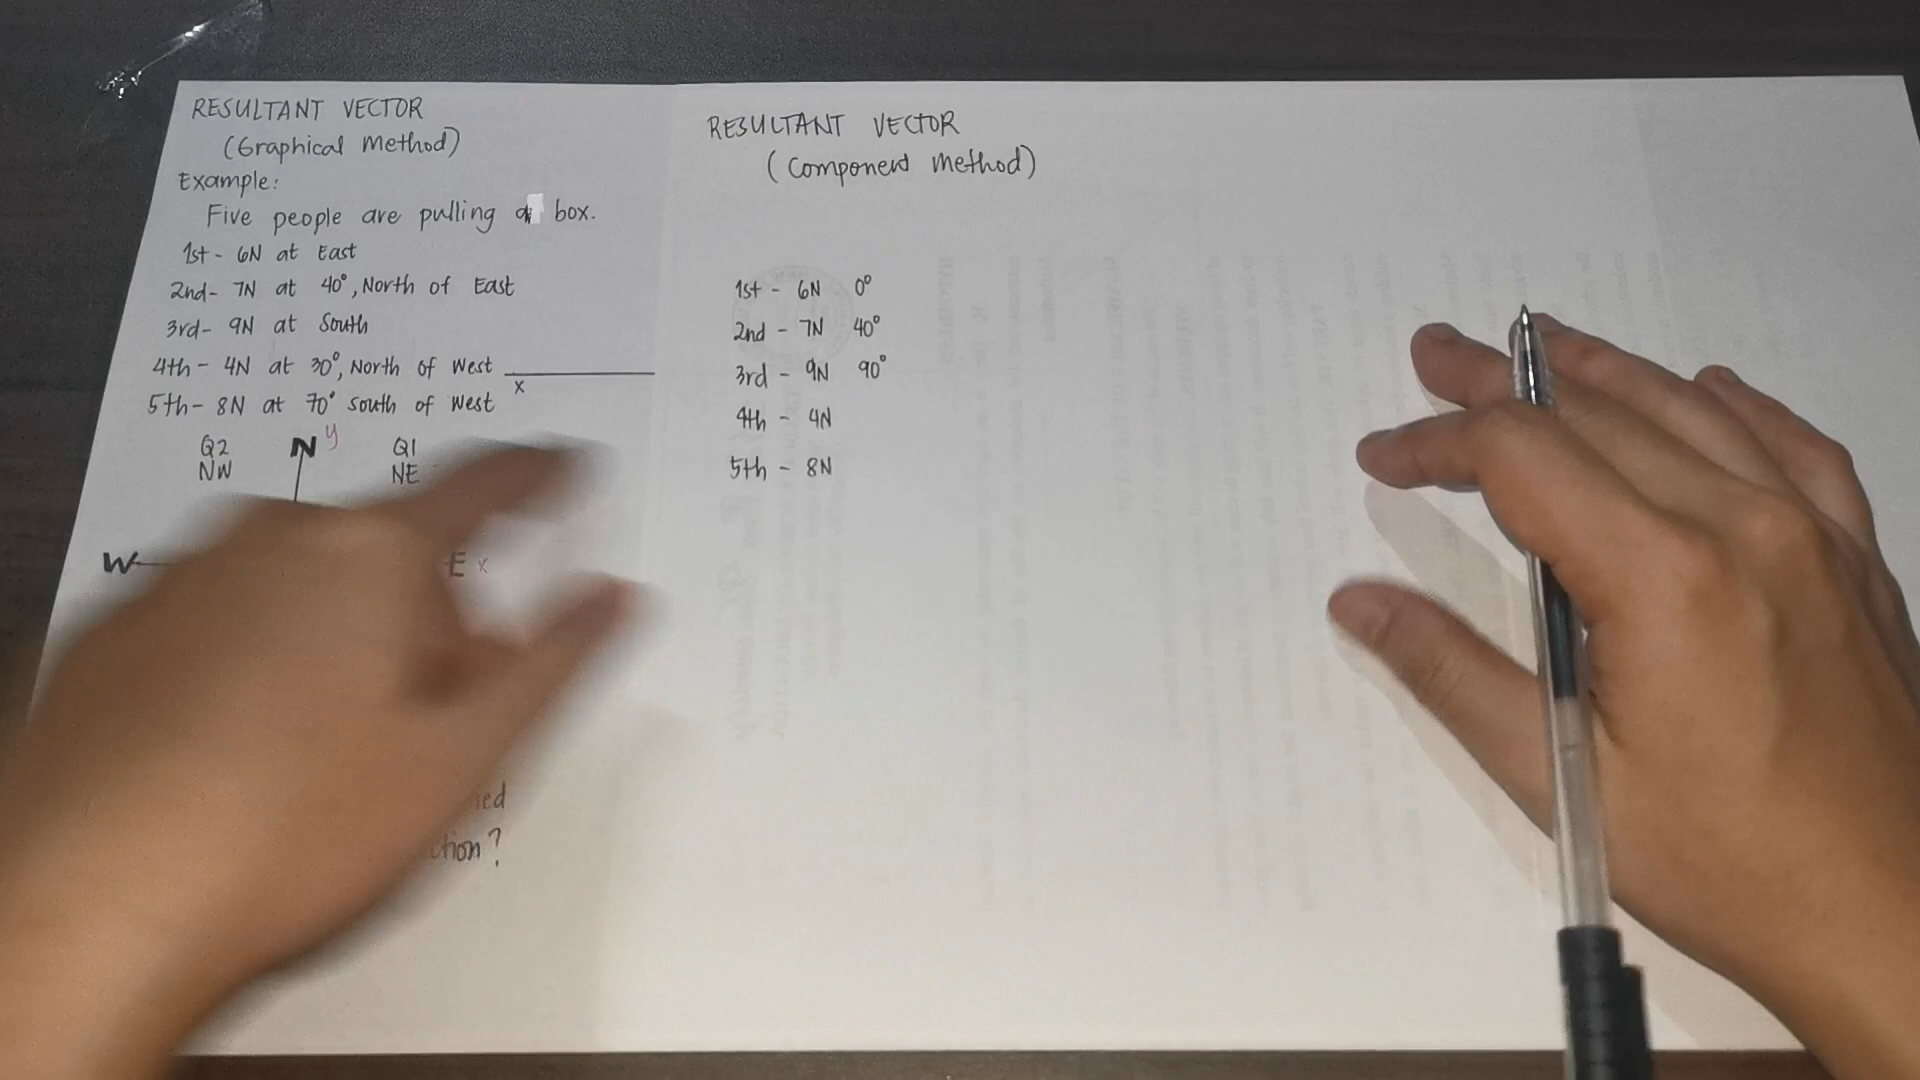 RESULTANT VECTOR
(Graphical Method)
Example:
Five people are pulling a box.
1st - 6N at East
2nd- 7N at 40°, North of East
3rd- 9N at South
4th- 4N at 30°, North of West
x
5th- 8N at 70° South of West
Q2 N y Q1
NW NE
W E x
?
RESULTANT VECTOR
(Component Method)
1st - 6N 0°
2nd - 7N 40°
3rd - 9N 90°
4th - 4N
5th - 8N